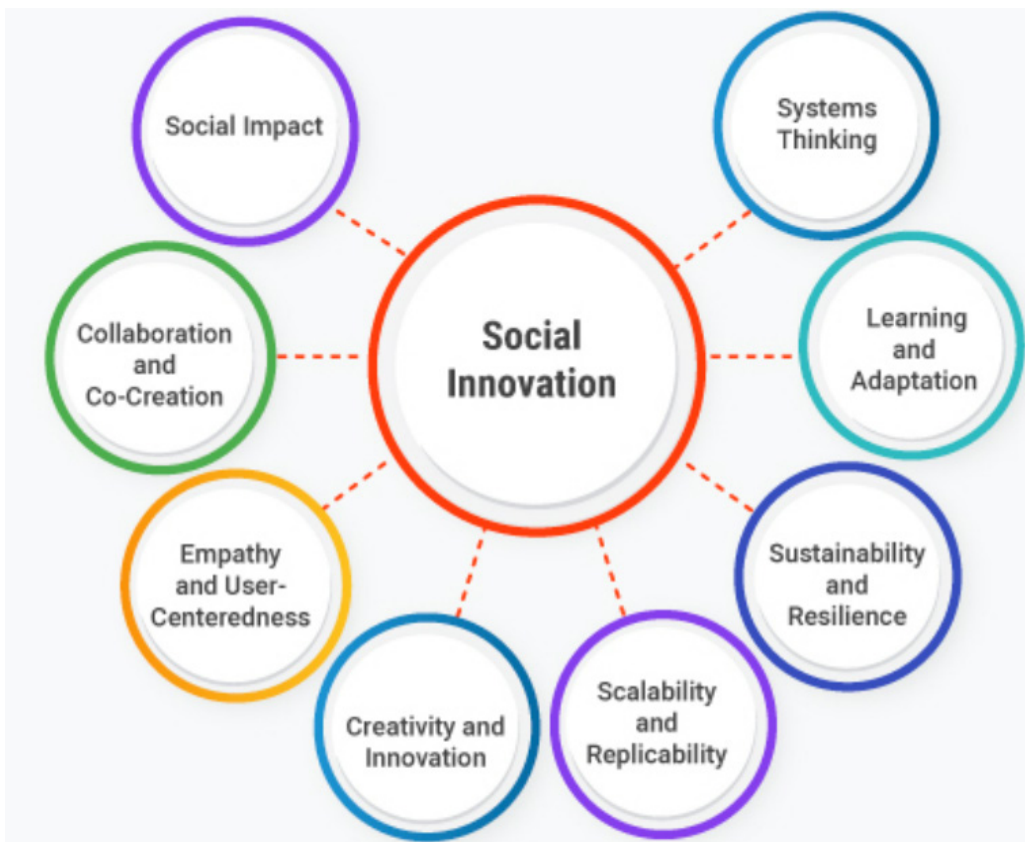 Social Impact
Systems
Thinking
Social
Innovation
Collaboration
and
Co-Creation
Learning
and
Adaptation
Empathy
and User-
Centeredness
Sustainability
and
Resilience
Creativity and
Innovation
Scalability
and
Replicability